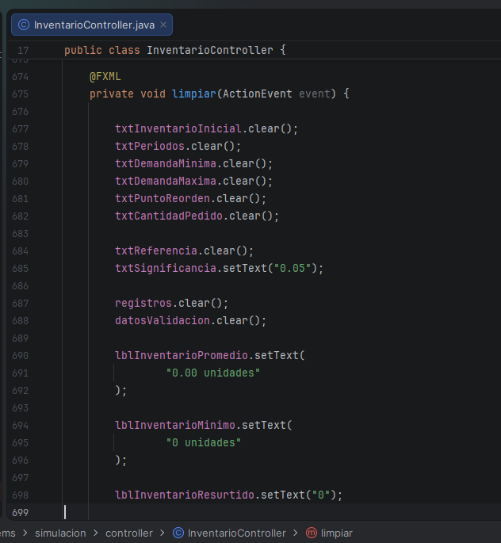 InventarioController.java
17 public class InventarioController {
674 @FXML
675 private void limpiar(ActionEvent event) {
676
677 txtInventarioInicial.clear();
678 txtPeriodos.clear();
679 txtDemandaMinima.clear();
680 txtDemandaMaxima.clear();
681 txtPuntoReorden.clear();
682 txtCantidadPedido.clear();
683
684 txtReferencia.clear();
685 txtSignificancia.setText("0.05");
686
687 registros.clear();
688 datosValidacion.clear();
689
690 lblInventarioPromedio.setText(
691 "0.00 unidades"
692 );
693
694 lblInventarioMinimo.setText(
695 "0 unidades"
696 );
697
698 lblInventarioResurtido.setText("0");
699
ems > simulacion > controller > InventarioController > limpiar